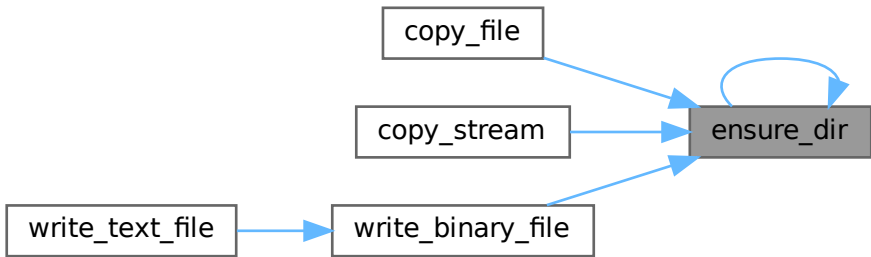 copy_file
copy_stream
ensure_dir
write_text_file
write_binary_file